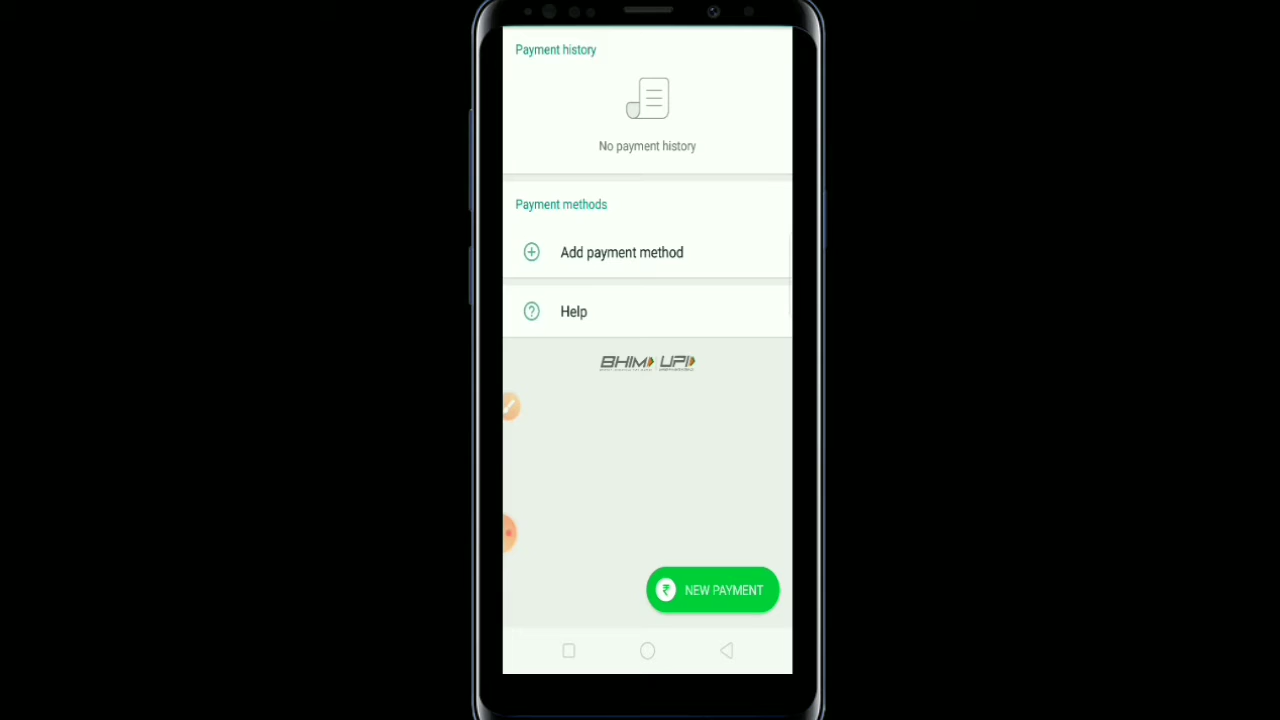 Payment history
No payment history
Payment methods
Add payment method
Help
BHIM UPI
₹ NEW PAYMENT